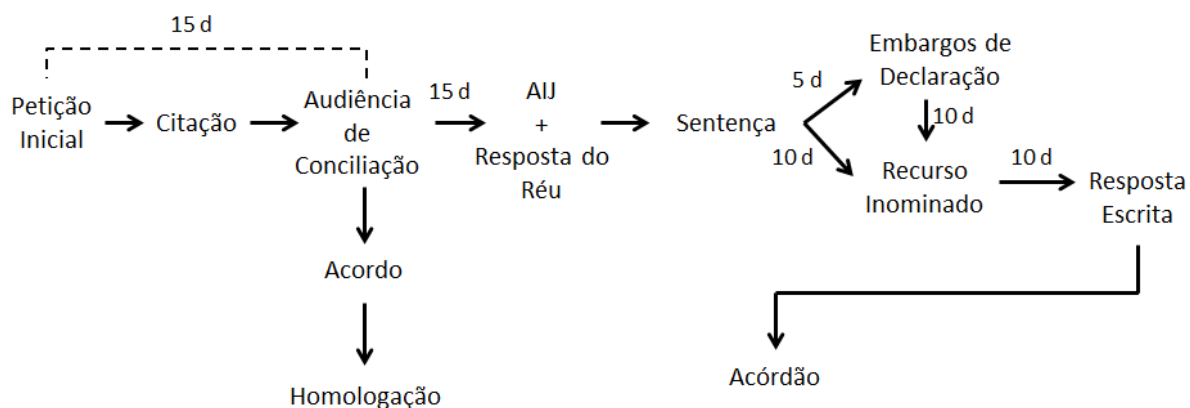 15 d
Petição
Inicial
Citação
Audiência
de
Conciliação
15 d
AIJ
+
Resposta do
Réu
Sentença
5 d
10 d
Embargos de
Declaração
10 d
Recurso
Inominado
10 d
Resposta
Escrita
Acordo
Homologação
Acórdão